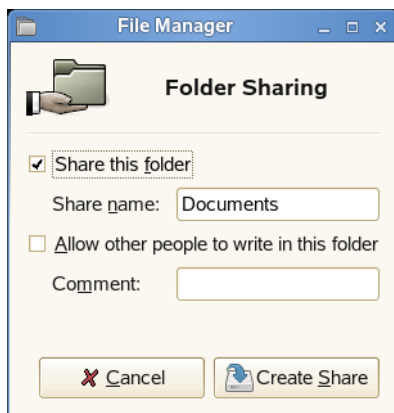 File Manager
Folder Sharing
Share this folder
Share name: Documents
Allow other people to write in this folder
Comment:
Cancel Create Share